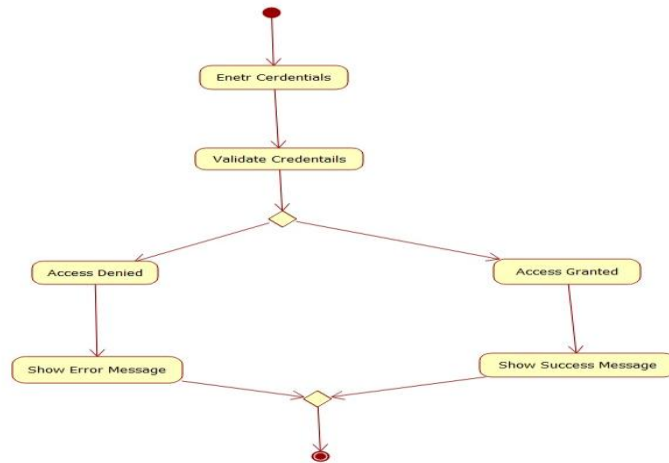 Enetr Cerdentials
Validate Credentails
Access Denied
Access Granted
Show Error Message
Show Success Message